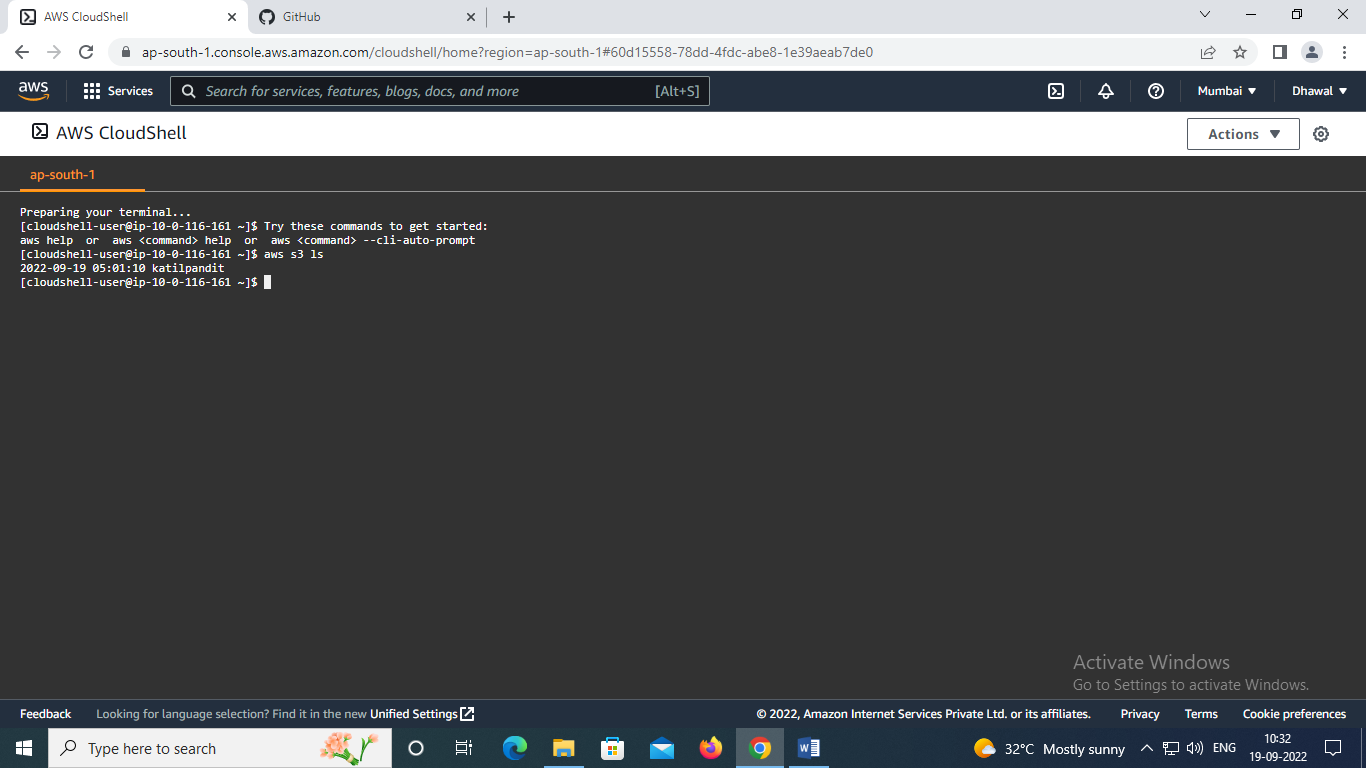 AWS CloudShell
GitHub
ap-south-1.console.aws.amazon.com/cloudshell/home?region=ap-south-1#60d15558-78dd-4fdc-abe8-1e39aeab7de0
aws
Services
Search for services, features, blogs, docs, and more
[Alt+S]
Mumbai
Dhawal
AWS CloudShell
Actions
ap-south-1
Preparing your terminal...
[cloudshell-user@ip-10-0-116-161 ~]$ Try these commands to get started:
aws help  or  aws <command> help  or  aws <command> --cli-auto-prompt
[cloudshell-user@ip-10-0-116-161 ~]$ aws s3 ls
2022-09-19 05:01:10 katilpandit
[cloudshell-user@ip-10-0-116-161 ~]$
Activate Windows
Go to Settings to activate Windows.
Feedback
Looking for language selection? Find it in the new Unified Settings
© 2022, Amazon Internet Services Private Ltd. or its affiliates.
Privacy
Terms
Cookie preferences
Type here to search
32°C Mostly sunny
ENG
10:32
19-09-2022